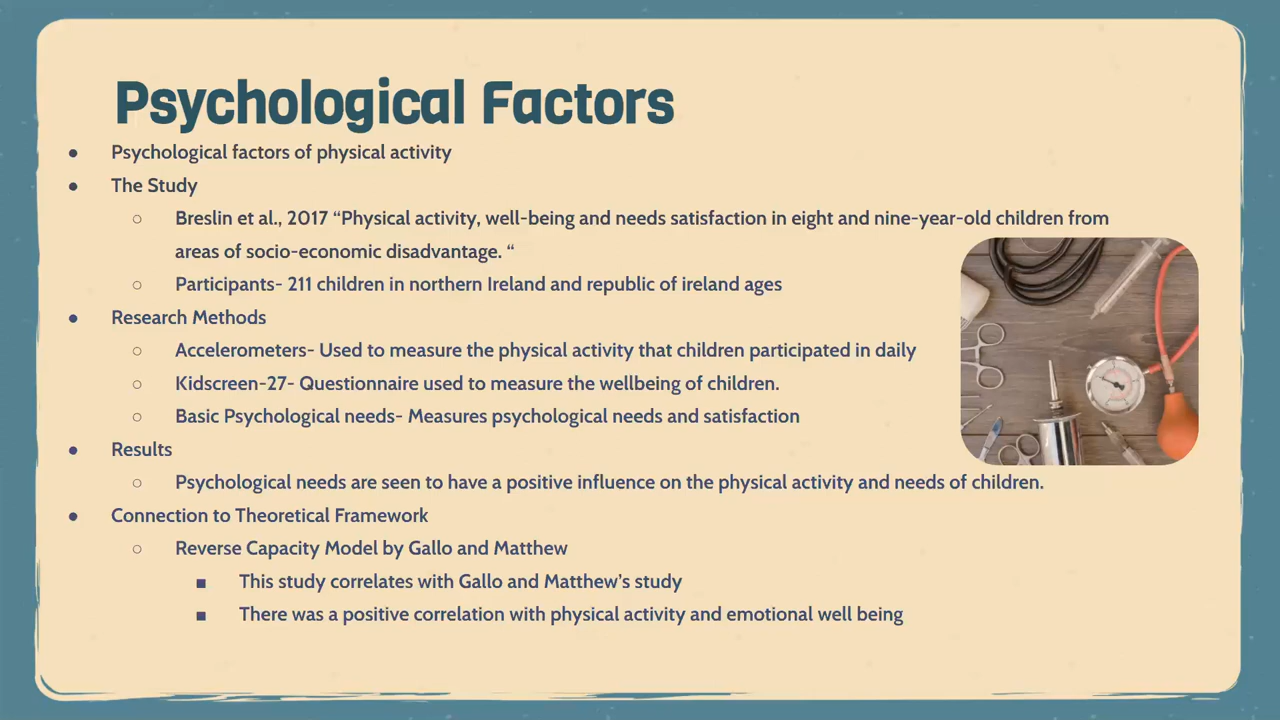 Psychological Factors
● Psychological factors of physical activity
● The Study
○ Breslin et al., 2017 “Physical activity, well-being and needs satisfaction in eight and nine-year-old children from
areas of socio-economic disadvantage. “
○ Participants- 211 children in northern Ireland and republic of ireland ages
● Research Methods
○ Accelerometers- Used to measure the physical activity that children participated in daily
○ Kidscreen-27- Questionnaire used to measure the wellbeing of children.
○ Basic Psychological needs- Measures psychological needs and satisfaction
● Results
○ Psychological needs are seen to have a positive influence on the physical activity and needs of children.
● Connection to Theoretical Framework
○ Reverse Capacity Model by Gallo and Matthew
■ This study correlates with Gallo and Matthew’s study
■ There was a positive correlation with physical activity and emotional well being